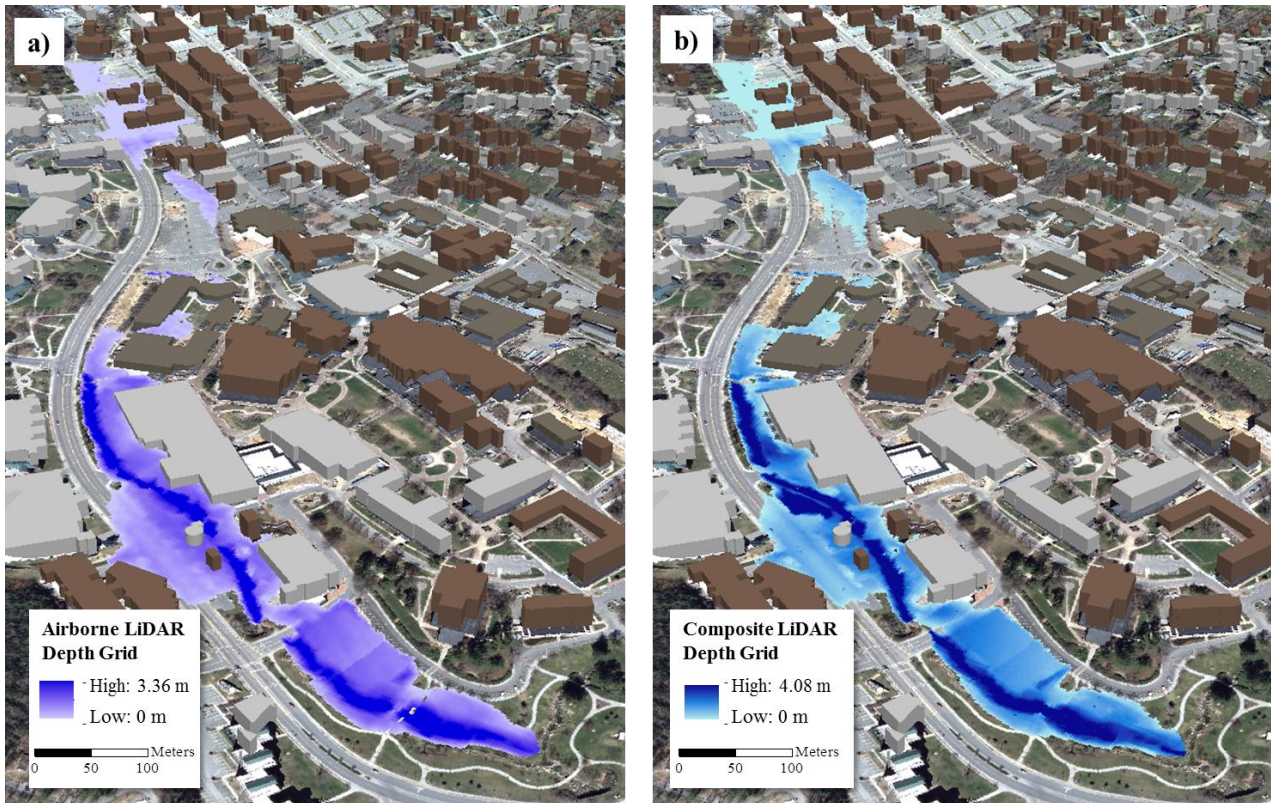 a)
Airborne LiDAR
Depth Grid
High: 3.36 m
Low: 0 m
Meters
0 50 100
b)
Composite LiDAR
Depth Grid
High: 4.08 m
Low: 0 m
Meters
0 50 100